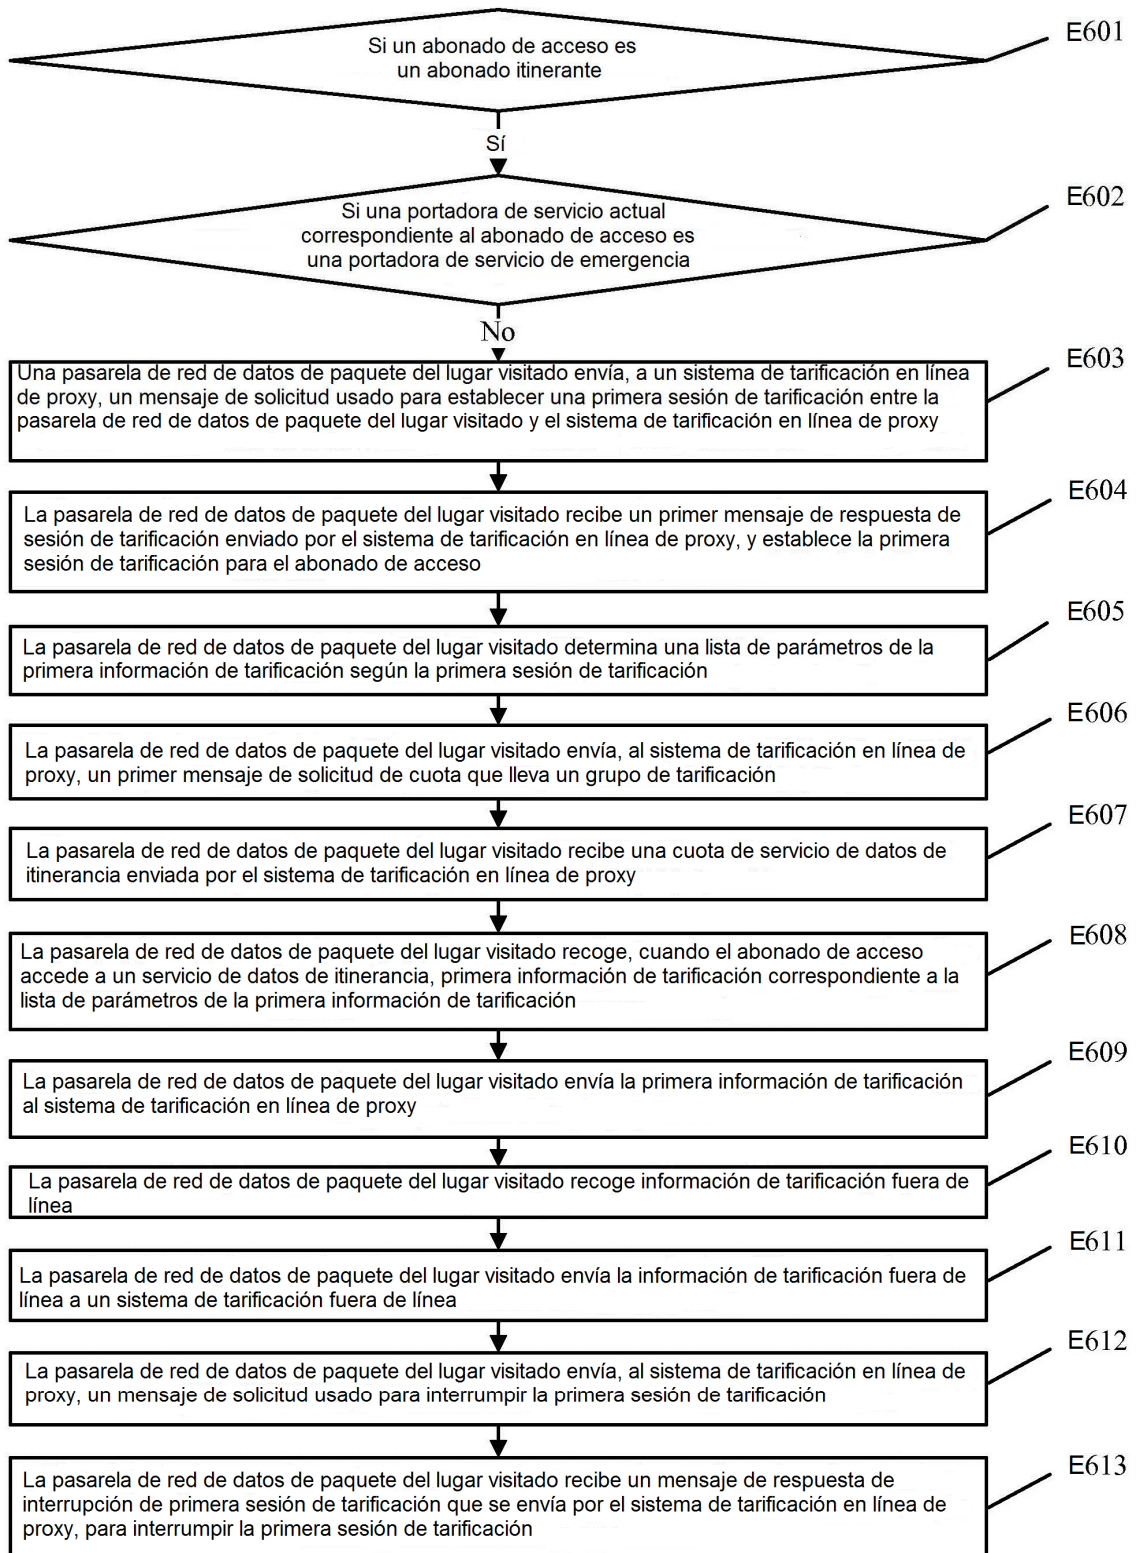 Si un abonado de acceso es
un abonado itinerante
E601
Sí
Si una portadora de servicio actual
correspondiente al abonado de acceso es
una portadora de servicio de emergencia
E602
No
Una pasarela de red de datos de paquete del lugar visitado envía, a un sistema de tarificación en línea
de proxy, un mensaje de solicitud usado para establecer una primera sesión de tarificación entre la
pasarela de red de datos de paquete del lugar visitado y el sistema de tarificación en línea de proxy
E603
La pasarela de red de datos de paquete del lugar visitado recibe un primer mensaje de respuesta de
sesión de tarificación enviado por el sistema de tarificación en línea de proxy, y establece la primera
sesión de tarificación para el abonado de acceso
E604
La pasarela de red de datos de paquete del lugar visitado determina una lista de parámetros de la
primera información de tarificación según la primera sesión de tarificación
E605
La pasarela de red de datos de paquete del lugar visitado envía, al sistema de tarificación en línea de
proxy, un primer mensaje de solicitud de cuota que lleva un grupo de tarificación
E606
La pasarela de red de datos de paquete del lugar visitado recibe una cuota de servicio de datos de
itinerancia enviada por el sistema de tarificación en línea de proxy
E607
La pasarela de red de datos de paquete del lugar visitado recoge, cuando el abonado de acceso
accede a un servicio de datos de itinerancia, primera información de tarificación correspondiente a la
lista de parámetros de la primera información de tarificación
E608
La pasarela de red de datos de paquete del lugar visitado envía la primera información de tarificación
al sistema de tarificación en línea de proxy
E609
La pasarela de red de datos de paquete del lugar visitado recoge información de tarificación fuera de
línea
E610
La pasarela de red de datos de paquete del lugar visitado envía la información de tarificación fuera de
línea a un sistema de tarificación fuera de línea
E611
La pasarela de red de datos de paquete del lugar visitado envía, al sistema de tarificación en línea de
proxy, un mensaje de solicitud usado para interrumpir la primera sesión de tarificación
E612
La pasarela de red de datos de paquete del lugar visitado recibe un mensaje de respuesta de
interrupción de primera sesión de tarificación que se envía por el sistema de tarificación en línea de
proxy, para interrumpir la primera sesión de tarificación
E613